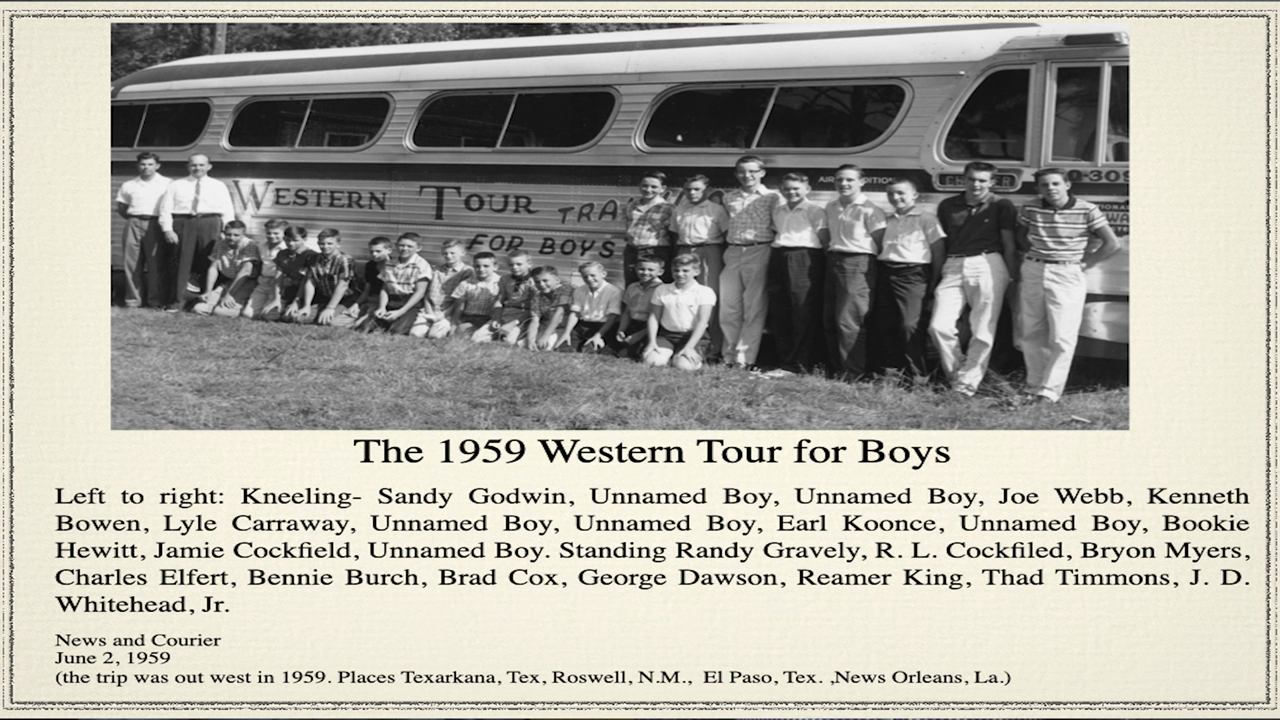 WESTERN TOUR TRA
FOR BOYS
The 1959 Western Tour for Boys
Left to right: Kneeling- Sandy Godwin, Unnamed Boy, Unnamed Boy, Joe Webb, Kenneth
Bowen, Lyle Carraway, Unnamed Boy, Unnamed Boy, Earl Koonce, Unnamed Boy, Bookie
Hewitt, Jamie Cockfield, Unnamed Boy. Standing Randy Gravely, R. L. Cockfiled, Bryon Myers,
Charles Elfert, Bennie Burch, Brad Cox, George Dawson, Reamer King, Thad Timmons, J. D.
Whitehead, Jr.
News and Courier
June 2, 1959
(the trip was out west in 1959. Places Texarkana, Tex, Roswell, N.M., El Paso, Tex. ,News Orleans, La.)